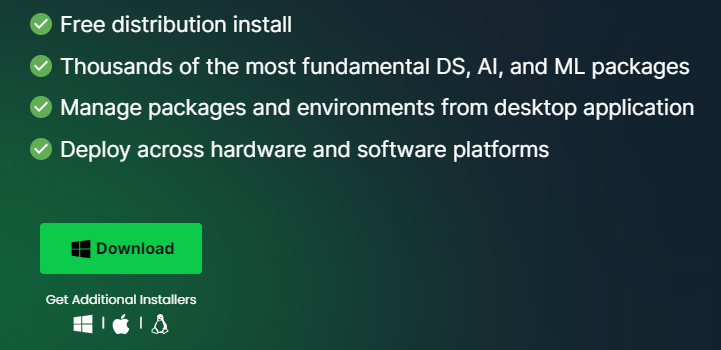 Free distribution install
Thousands of the most fundamental DS, AI, and ML packages
Manage packages and environments from desktop application
Deploy across hardware and software platforms
Download
Get Additional Installers